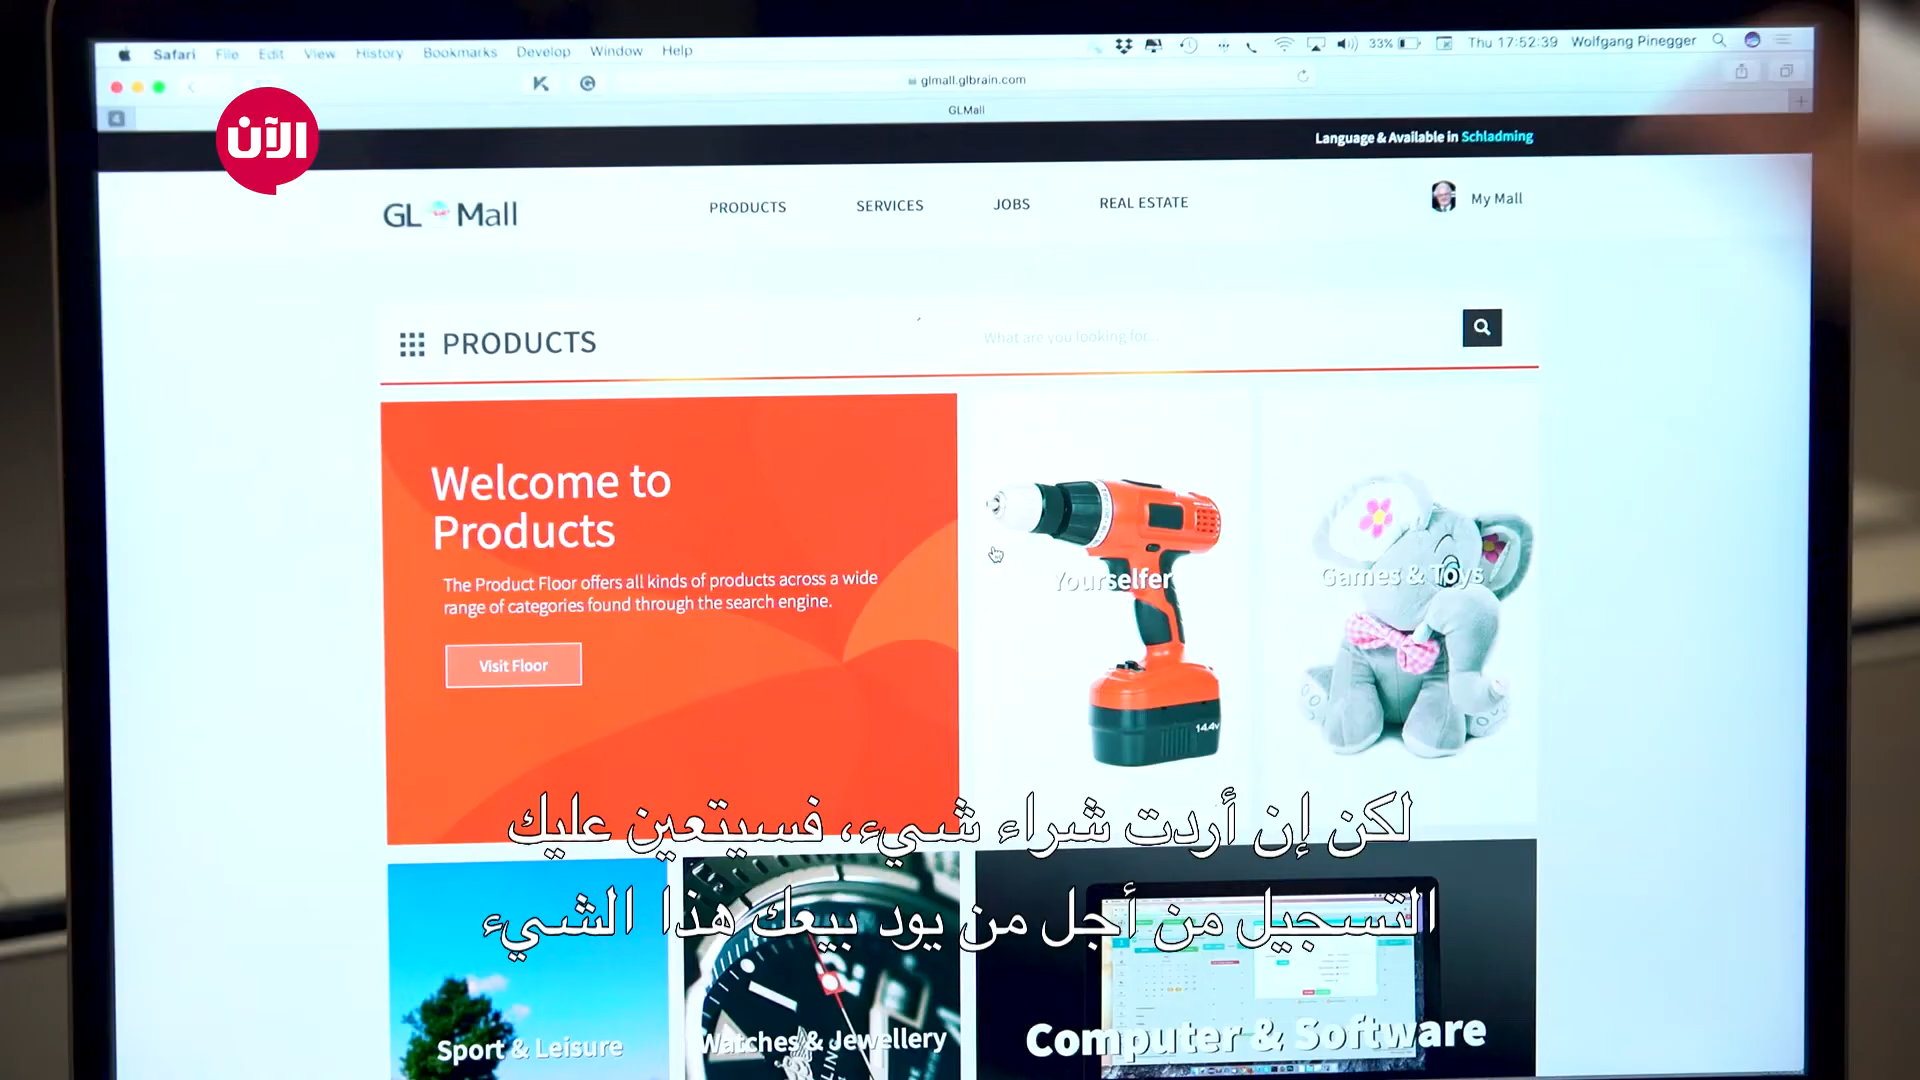 Safari File Edit View History Bookmarks Develop Window Help
33% Thu 17:52:39 Wolfgang Pinegger
glmall.glbrain.com
GLMall
الآن
Language & Available in Schladming
GL Mall
PRODUCTS SERVICES JOBS REAL ESTATE
My Mall
PRODUCTS
What are you looking for...
Welcome to
Products
The Product Floor offers all kinds of products across a wide
range of categories found through the search engine.
Visit Floor
Yourselfer
14.4v
Games & Toys
لكن إن أردت شراء شيء، فسيتعين عليك
التسجيل من أجل من يود بيعك هذا الشيء
Sport & Leisure
Watches & Jewellery
Computer & Software